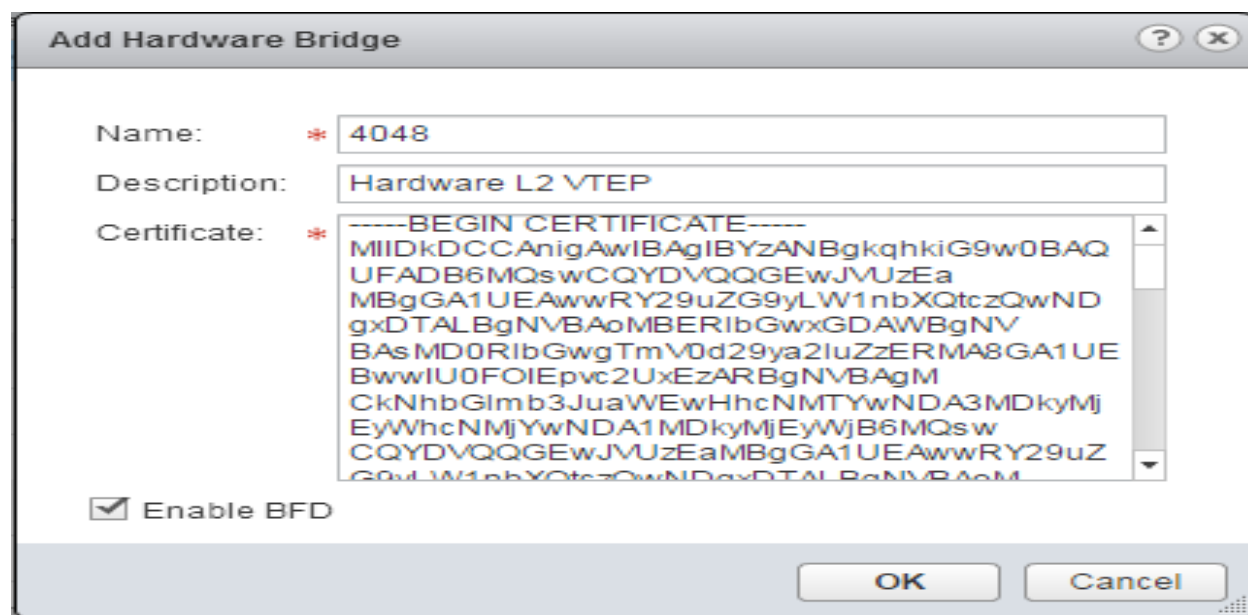 Add Hardware Bridge
Name: * 4048
Description: Hardware L2 VTEP
Certificate: * -----BEGIN CERTIFICATE-----
MIIDkDCCAnigAwIBAgIBYzANBgkqhkiG9w0BAQ
UFADB6MQswCQYDVQQGEwJVUzEa
MBgGA1UEAwwRY29uZG9yLW1nbXQtczQwND
gxDTALBgNVBAoMBERlbGwxGDAWBgNV
BAsMD0RlbGwgTmV0d29ya2luZzERMA8GA1UE
BwwIU0FOIEpvc2UxEzARBgNVBAgM
CkNhbGlmb3JuaWEwHhcNMTYwNDA3MDkyMj
EyWhcNMjYwNDA1MDkyMjEyWjB6MQsw
CQYDVQQGEwJVUzEaMBgGA1UEAwwRY29uZ
G9yLW1nbXQtczQwNDgxDTALBgNVBAoM
Enable BFD
OK Cancel